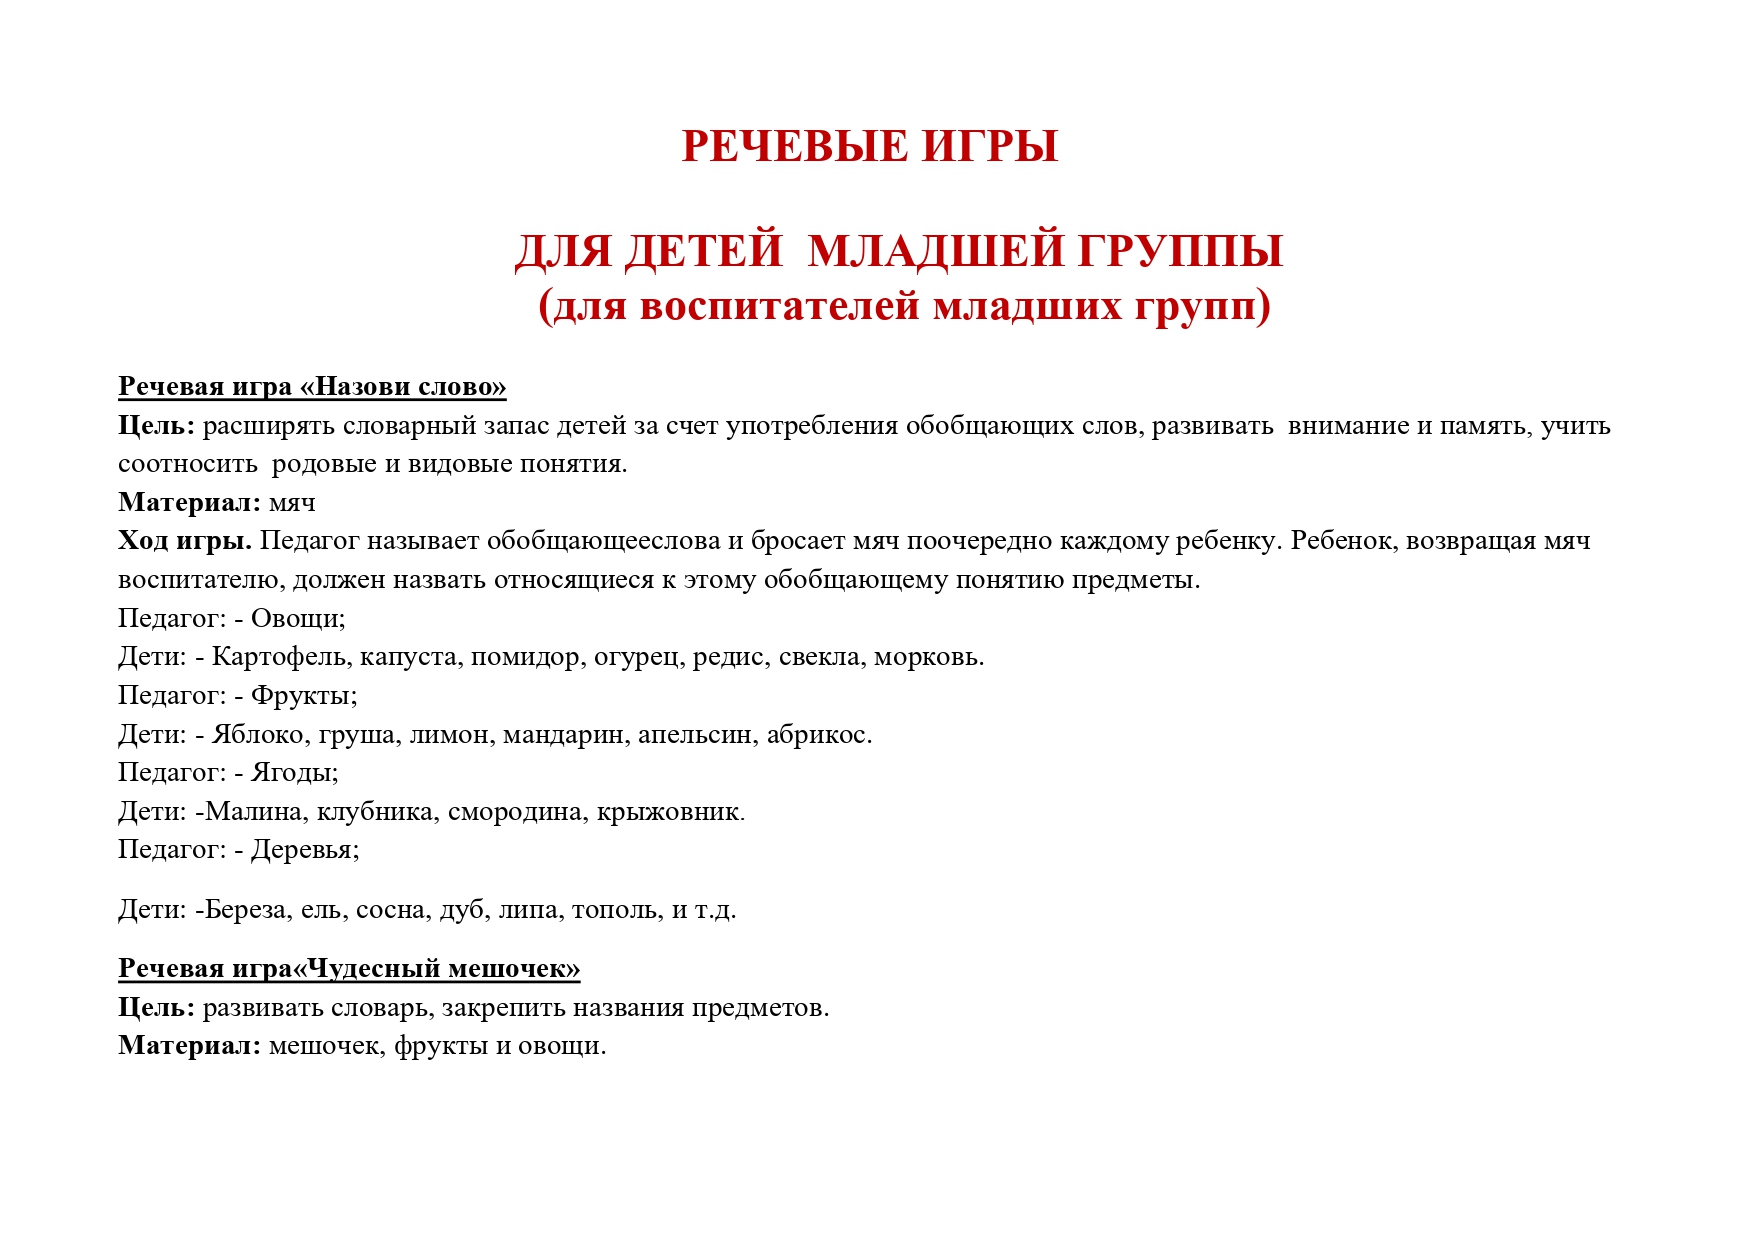 РЕЧЕВЫЕ ИГРЫ
ДЛЯ ДЕТЕЙ  МЛАДШЕЙ ГРУППЫ
(для воспитателей младших групп)
Речевая игра «Назови слово»
Цель: расширять словарный запас детей за счет употребления обобщающих слов, развивать  внимание и память, учить
соотносить  родовые и видовые понятия.
Материал: мяч
Ход игры. Педагог называет обобщающееслова и бросает мяч поочередно каждому ребенку. Ребенок, возвращая мяч
воспитателю, должен назвать относящиеся к этому обобщающему понятию предметы.
Педагог: - Овощи;
Дети: - Картофель, капуста, помидор, огурец, редис, свекла, морковь.
Педагог: - Фрукты;
Дети: - Яблоко, груша, лимон, мандарин, апельсин, абрикос.
Педагог: - Ягоды;
Дети: -Малина, клубника, смородина, крыжовник.
Педагог: - Деревья;
Дети: -Береза, ель, сосна, дуб, липа, тополь, и т.д.
Речевая игра«Чудесный мешочек»
Цель: развивать словарь, закрепить названия предметов.
Материал: мешочек, фрукты и овощи.